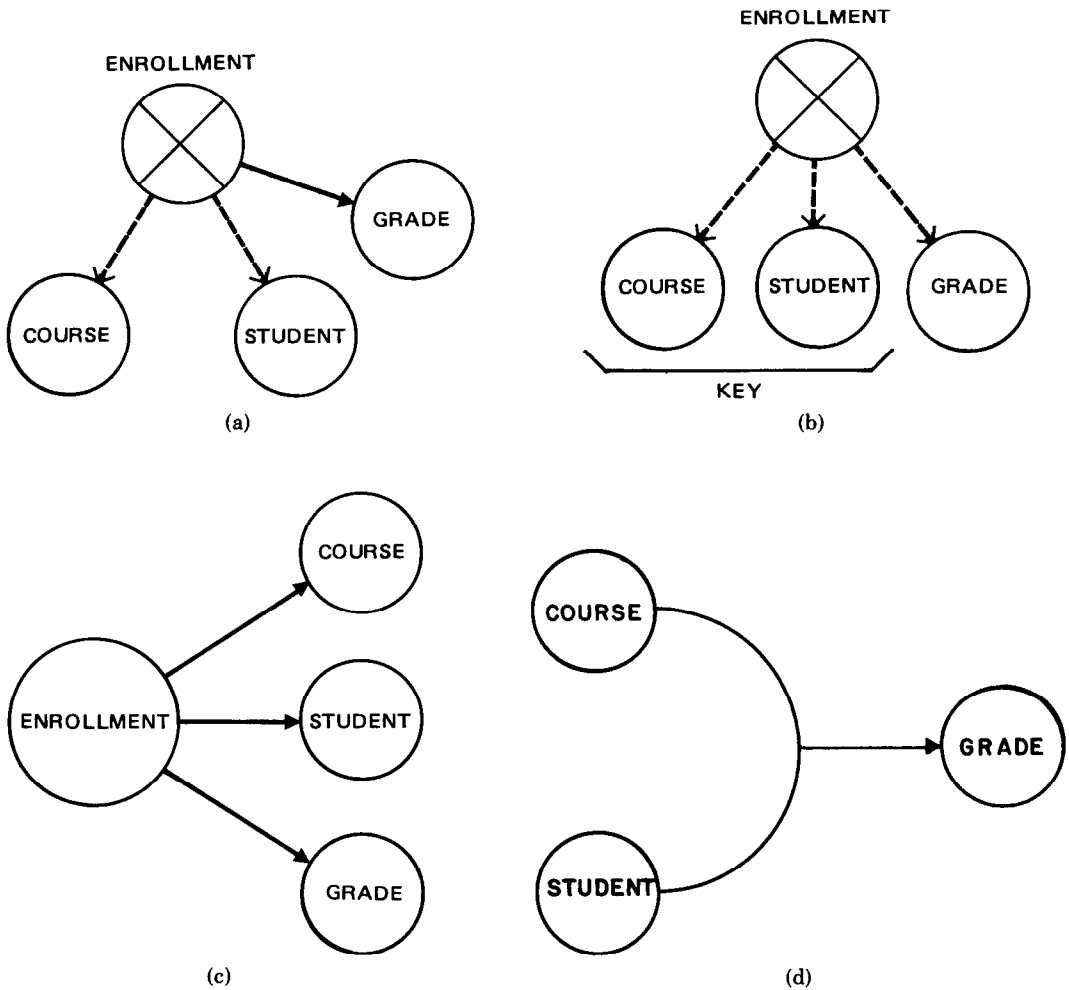 ENROLLMENT
GRADE
COURSE
STUDENT
(a)
ENROLLMENT
COURSE
STUDENT
GRADE
KEY
(b)
COURSE
ENROLLMENT
STUDENT
GRADE
(c)
COURSE
GRADE
STUDENT
(d)